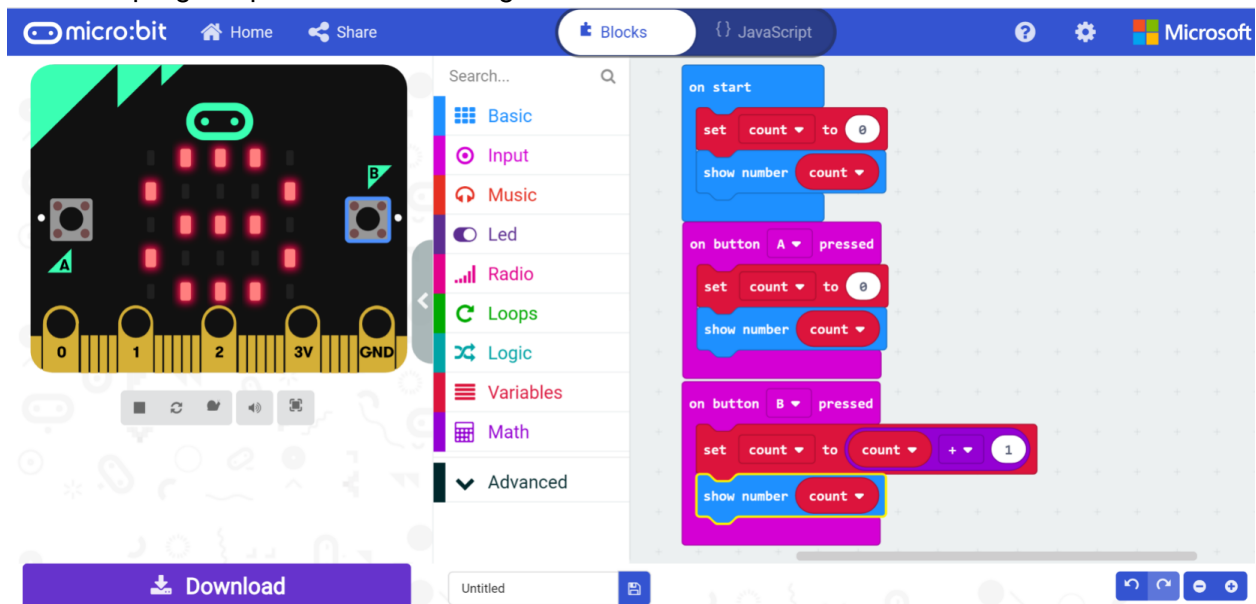 micro:bit Home Share Blocks {} JavaScript ? Microsoft
Search...
Basic
Input
Music
Led
Radio
Loops
Logic
Variables
Math
Advanced
B
A
0 1 2 3V GND
on start
set count to 0
show number count
on button A pressed
set count to 0
show number count
on button B pressed
set count to count + 1
show number count
Download
Untitled